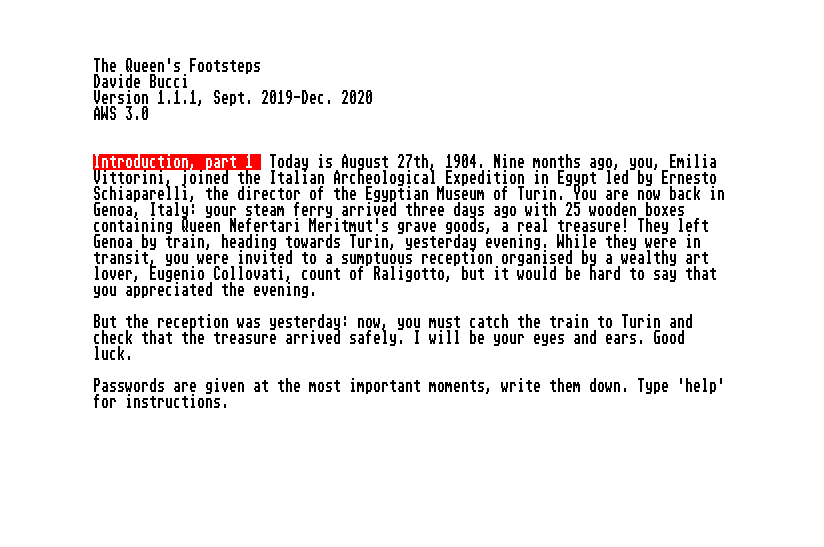 The Queen's Footsteps
Davide Bucci
Version 1.1.1, Sept. 2019-Dec. 2020
AWS 3.0
Introduction, part 1 Today is August 27th, 1904. Nine months ago, you, Emilia
Vittorini, joined the Italian Archeological Expedition in Egypt led by Ernesto
Schiaparelli, the director of the Egyptian Museum of Turin. You are now back in
Genoa, Italy: your steam ferry arrived three days ago with 25 wooden boxes
containing Queen Nefertari Meritmut's grave goods, a real treasure! They left
Genoa by train, heading towards Turin, yesterday evening. While they were in
transit, you were invited to a sumptuous reception organised by a wealthy art
lover, Eugenio Collovati, count of Raligotto, but it would be hard to say that
you appreciated the evening.
But the reception was yesterday: now, you must catch the train to Turin and
check that the treasure arrived safely. I will be your eyes and ears. Good
luck.
Passwords are given at the most important moments, write them down. Type 'help'
for instructions.